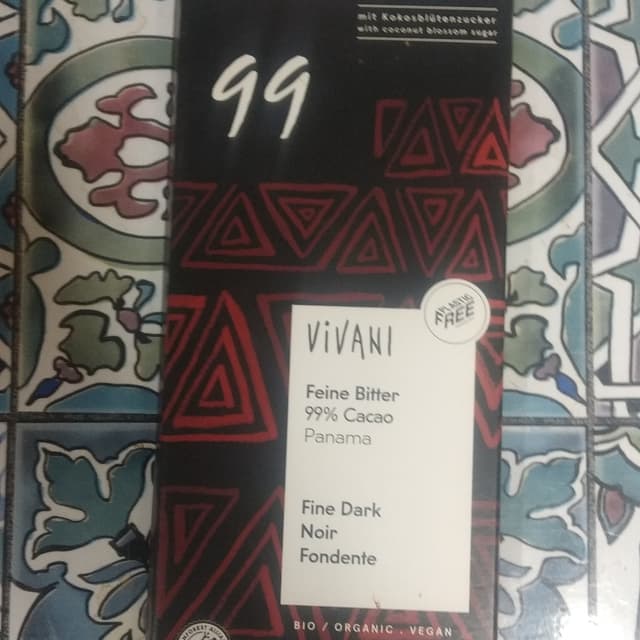 mit Kokosblütenzucker
with coconut blossom sugar
99
FREE
ViVANI
Feine Bitter
99% Cacao
Panama
Fine Dark
Noir
Fondente
BIO / ORGANIC . VEGAN